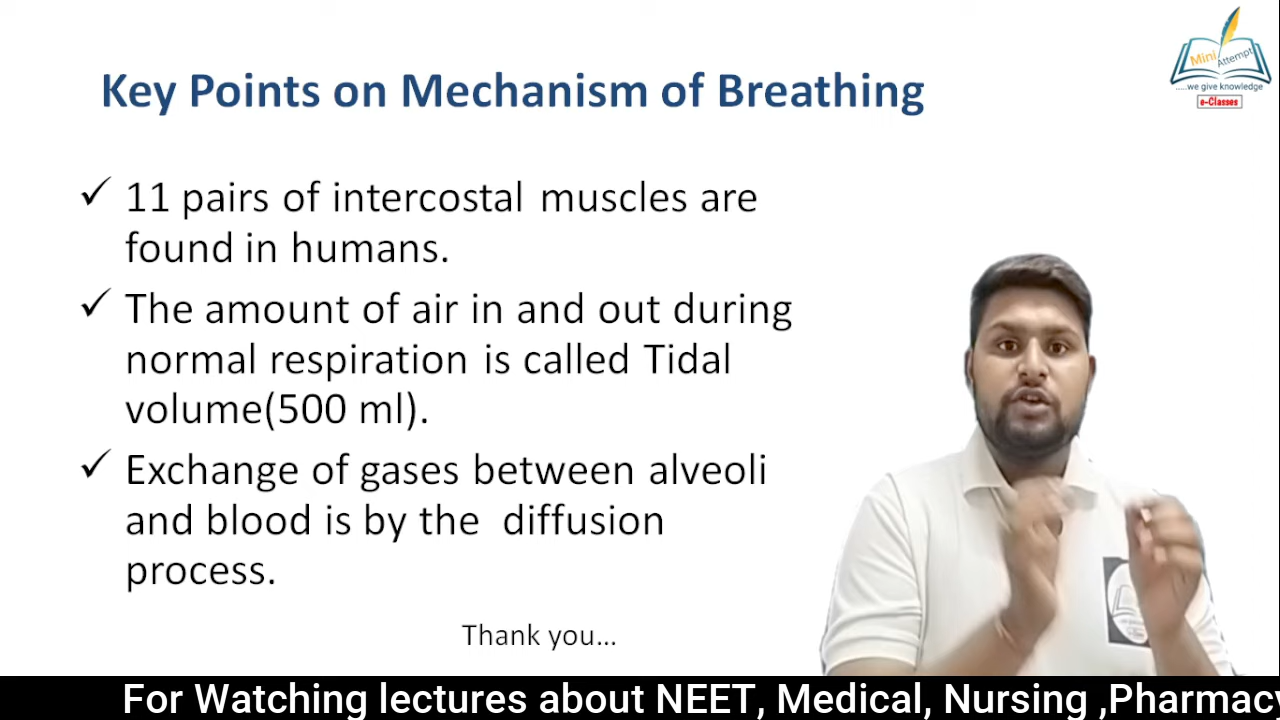 Mini Attempt
.....we give knowledge
e-Classes
Key Points on Mechanism of Breathing
✓ 11 pairs of intercostal muscles are
found in humans.
✓ The amount of air in and out during
normal respiration is called Tidal
volume(500 ml).
✓ Exchange of gases between alveoli
and blood is by the diffusion
process.
Thank you...
For Watching lectures about NEET, Medical, Nursing ,Pharmacy